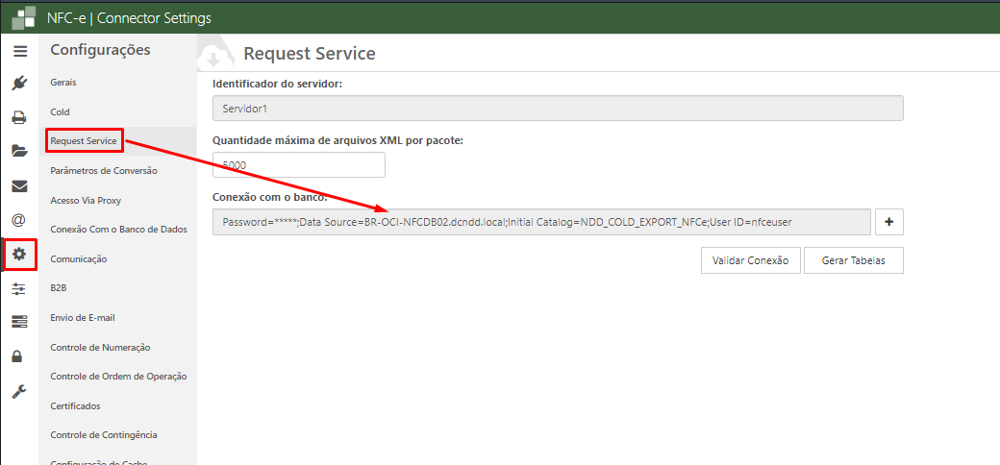 NFC-e | Connector Settings
Configurações
Gerais
Cold
Request Service
Parâmetros de Conversão
Acesso Via Proxy
Conexão Com o Banco de Dados
Comunicação
B2B
Envio de E-mail
Controle de Numeração
Controle de Ordem de Operação
Certificados
Controle de Contingência
Configuração de Cache
Request Service
Identificador do servidor:
Servidor1
Quantidade máxima de arquivos XML por pacote:
5000
Conexão com o banco:
Password=*****;Data Source=BR-OCI-NFCDB02.dcndd.local;Initial Catalog=NDD_COLD_EXPORT_NFCe;User ID=nfceuser
Validar Conexão
Gerar Tabelas